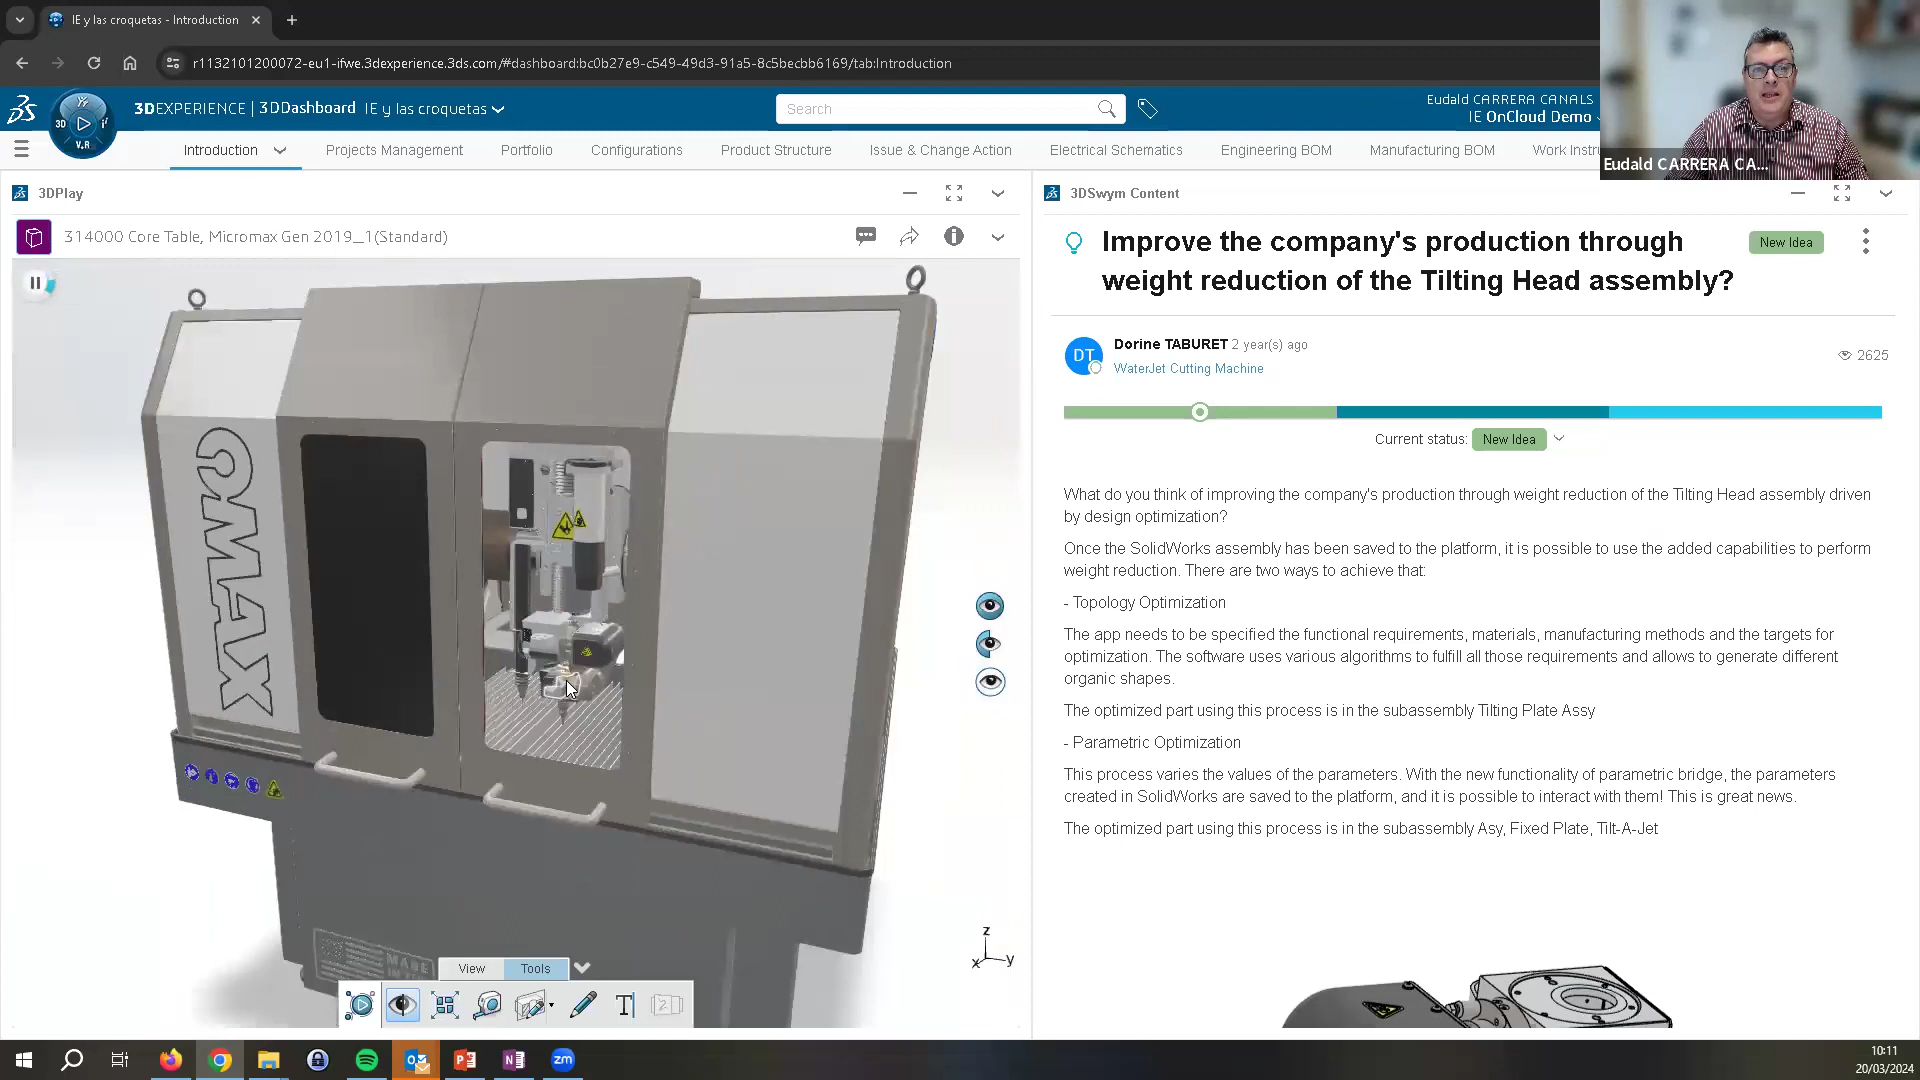 IE y las croquetas - Introduction
r1132101200072-eu1-ifwe.3dexperience.3ds.com/#dashboard:bc0b27e9-c549-49d3-91a5-8c5becbb6169/tab:Introduction
3DEXPERIENCE | 3DDashboard IE y las croquetas
3D
V.R
Search
Eudald CARRERA CANALS
IE OnCloud Demo
Eudald CARRERA CA...
Introduction
Projects Management
Portfolio
Configurations
Product Structure
Issue & Change Action
Electrical Schematics
Engineering BOM
Manufacturing BOM
Work Instru
3DPlay
314000 Core Table, Micromax Gen 2019_1(Standard)
OMAX
MADE
z
x
y
View
Tools
3DSwym Content
Improve the company's production through
weight reduction of the Tilting Head assembly?
New Idea
DT
Dorine TABURET 2 year(s) ago
WaterJet Cutting Machine
2625
Current status: New Idea
What do you think of improving the company's production through weight reduction of the Tilting Head assembly driven
by design optimization?
Once the SolidWorks assembly has been saved to the platform, it is possible to use the added capabilities to perform
weight reduction. There are two ways to achieve that:
- Topology Optimization
The app needs to be specified the functional requirements, materials, manufacturing methods and the targets for
optimization. The software uses various algorithms to fulfill all those requirements and allows to generate different
organic shapes.
The optimized part using this process is in the subassembly Tilting Plate Assy
- Parametric Optimization
This process varies the values of the parameters. With the new functionality of parametric bridge, the parameters
created in SolidWorks are saved to the platform, and it is possible to interact with them! This is great news.
The optimized part using this process is in the subassembly Asy, Fixed Plate, Tilt-A-Jet
zm
10:11
20/03/2024